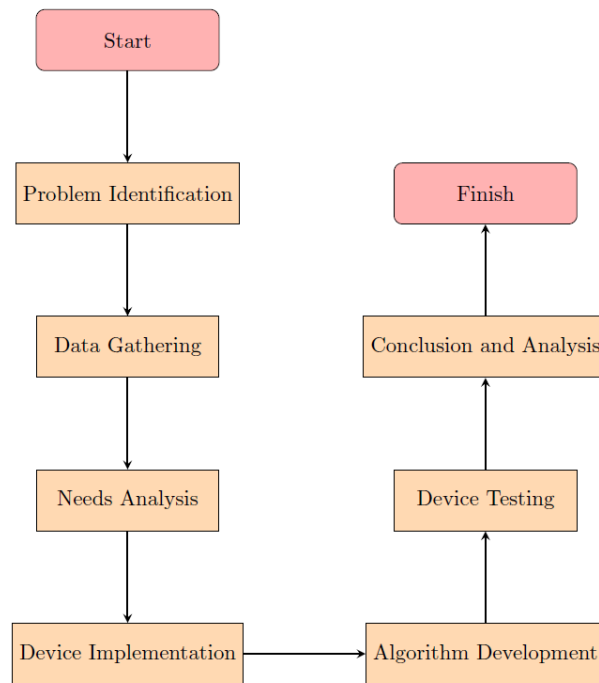 Start
Problem Identification
Data Gathering
Needs Analysis
Device Implementation
Algorithm Development
Device Testing
Conclusion and Analysis
Finish